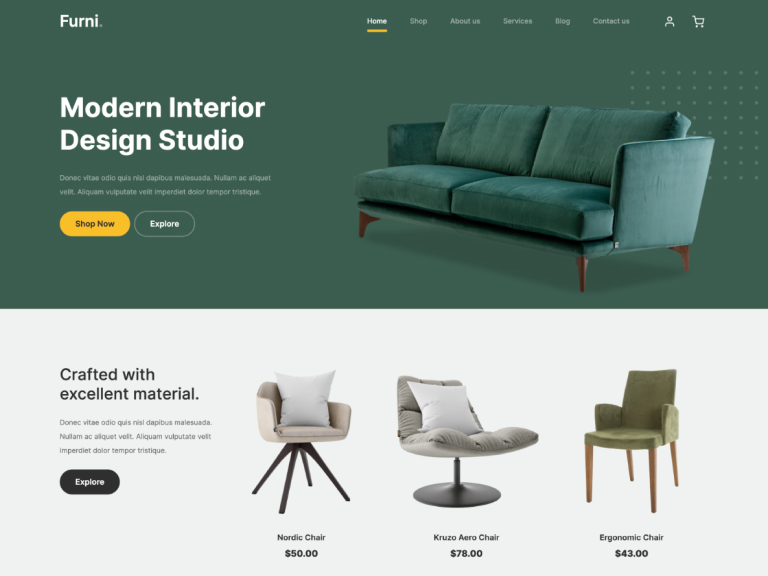 Furni.
Home Shop About us Services Blog Contact us
Modern Interior
Design Studio
Donec vitae odio quis nisl dapibus malesuada. Nullam ac aliquet
velit. Aliquam vulputate velit imperdiet dolor tempor tristique.
Shop Now Explore
Crafted with
excellent material.
Donec vitae odio quis nisl dapibus malesuada.
Nullam ac aliquet velit. Aliquam vulputate velit
imperdiet dolor tempor tristique.
Explore
Nordic Chair
$50.00
Kruzo Aero Chair
$78.00
Ergonomic Chair
$43.00